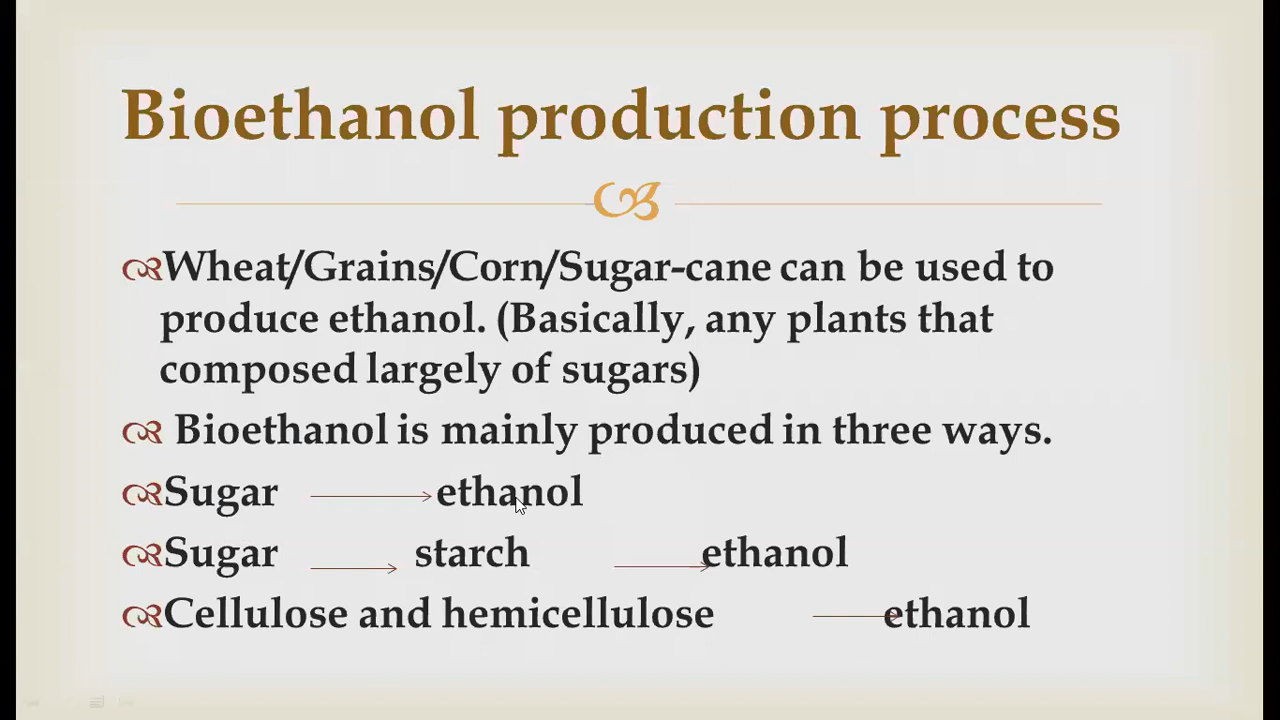 Bioethanol production process
Wheat/Grains/Corn/Sugar-cane can be used to
produce ethanol. (Basically, any plants that
composed largely of sugars)
Bioethanol is mainly produced in three ways.
Sugar → ethanol
Sugar → starch → ethanol
Cellulose and hemicellulose → ethanol